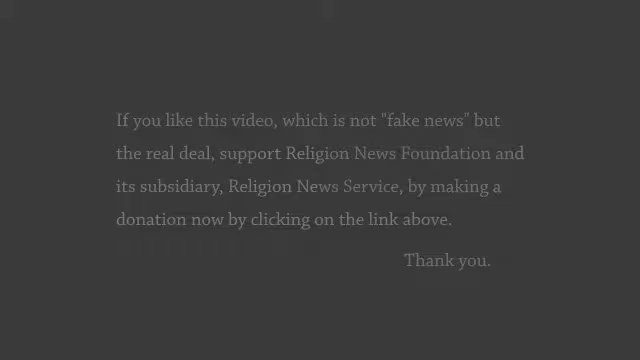 If you like this video, which is not "fake news" but
the real deal, support Religion News Foundation and
its subsidiary, Religion News Service, by making a
donation now by clicking on the link above.
Thank you.